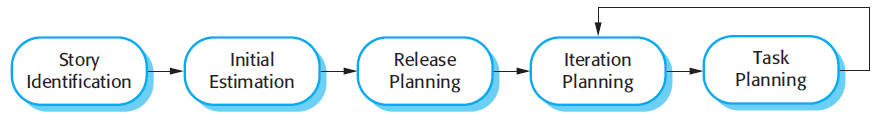 Story
Identification
Initial
Estimation
Release
Planning
Iteration
Planning
Task
Planning